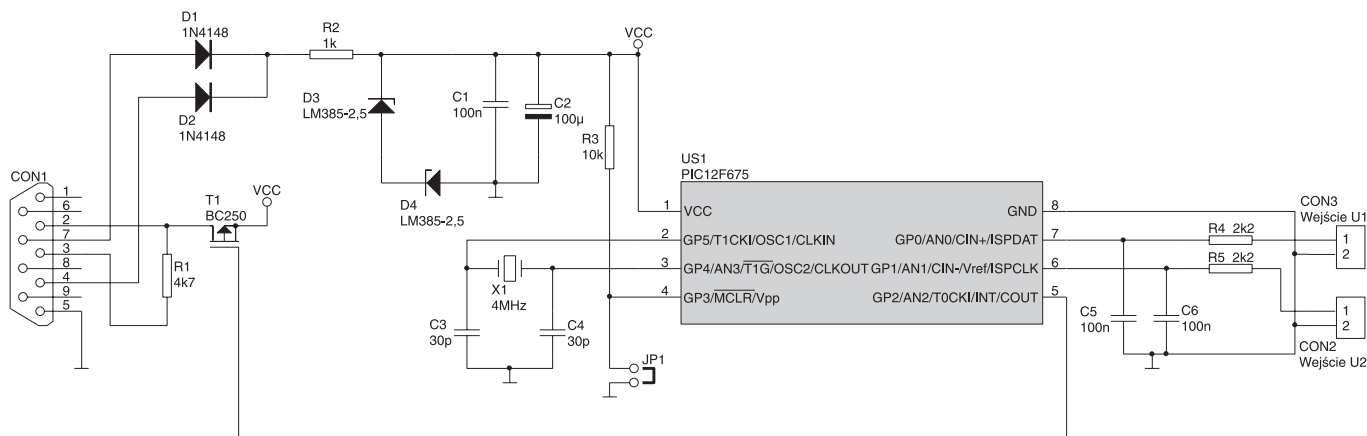 D1
1N4148
D2
1N4148
R2
1k
VCC
D3
LM385-2,5
C1
100n
C2
100µ
R3
10k
D4
LM385-2,5
CON1
1
6
2
7
3
8
4
9
5
T1
BC250
VCC
R1
4k7
US1
PIC12F675
1 VCC
2 GP5/T1CKI/OSC1/CLKIN
3 GP4/AN3/T1G/OSC2/CLKOUT
4 GP3/MCLR/Vpp
GND 8
GP0/AN0/CIN+/ISPDAT 7
GP1/AN1/CIN-/Vref/ISPCLK 6
GP2/AN2/T0CKI/INT/COUT 5
X1
4MHz
C3
30p
C4
30p
JP1
R4 2k2
R5 2k2
C5
100n
C6
100n
CON3
Wejście U1
1
2
1
2
CON2
Wejście U2